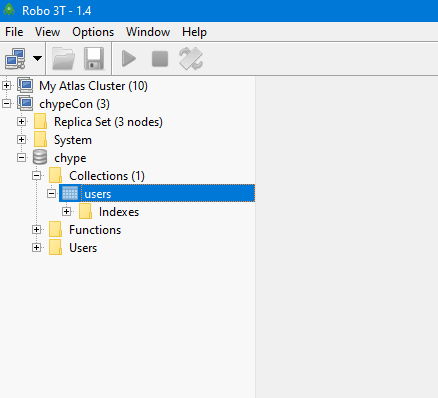 Robo 3T - 1.4
File View Options Window Help
My Atlas Cluster (10)
chypeCon (3)
Replica Set (3 nodes)
System
chype
Collections (1)
users
Indexes
Functions
Users